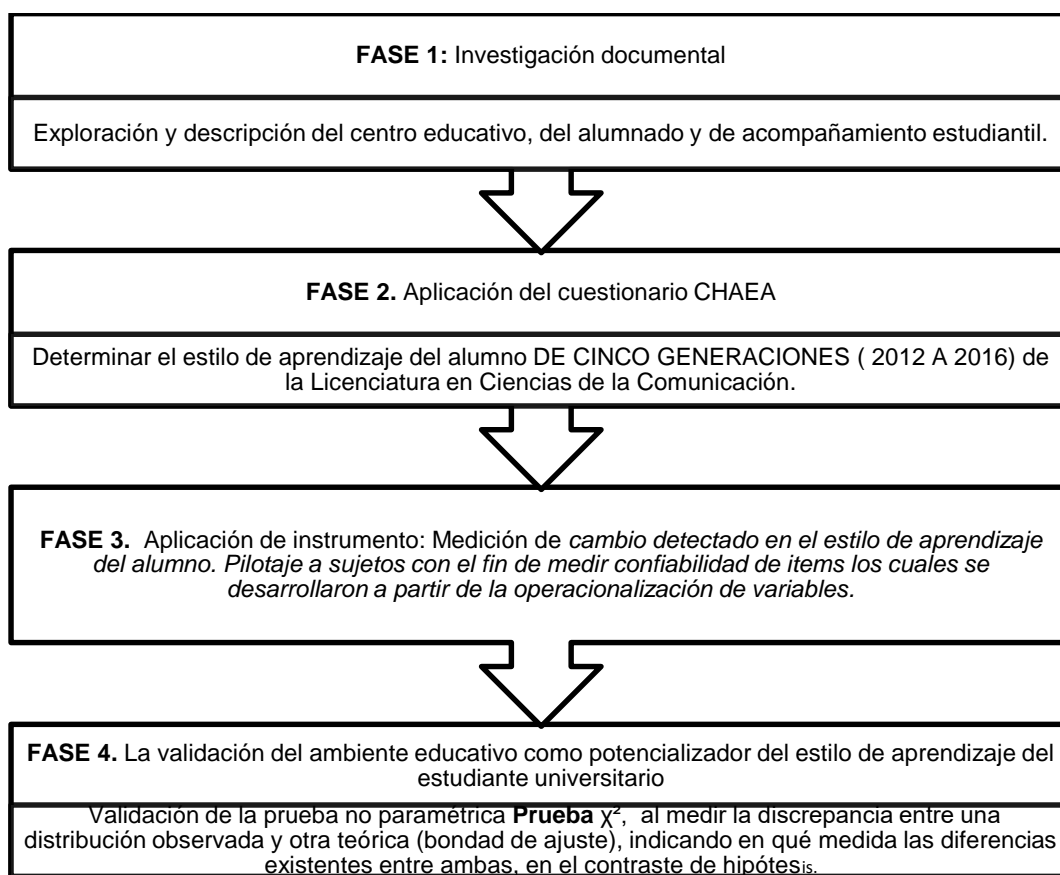 FASE 1: Investigación documental
Exploración y descripción del centro educativo, del alumnado y de acompañamiento estudiantil.
FASE 2. Aplicación del cuestionario CHAEA
Determinar el estilo de aprendizaje del alumno DE CINCO GENERACIONES ( 2012 A 2016) de
la Licenciatura en Ciencias de la Comunicación.
FASE 3. Aplicación de instrumento: Medición de cambio detectado en el estilo de aprendizaje
del alumno. Pilotaje a sujetos con el fin de medir confiabilidad de items los cuales se
desarrollaron a partir de la operacionalización de variables.
FASE 4. La validación del ambiente educativo como potencializador del estilo de aprendizaje del
estudiante universitario
Validación de la prueba no paramétrica Prueba χ², al medir la discrepancia entre una
distribución observada y otra teórica (bondad de ajuste), indicando en qué medida las diferencias
existentes entre ambas, en el contraste de hipótesis.